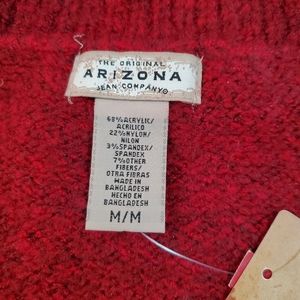 THE ORIGINAL
ARIZONA
JEAN COMPANY©
68%ACRYLIC/
ACRILICO
22%NYLON/
NILON
3%SPANDEX/
SPANDEX
7%OTHER
FIBERS/
OTRA FIBRAS
MADE IN
BANGLADESH
HECHO EN
BANGLADESH
M/M